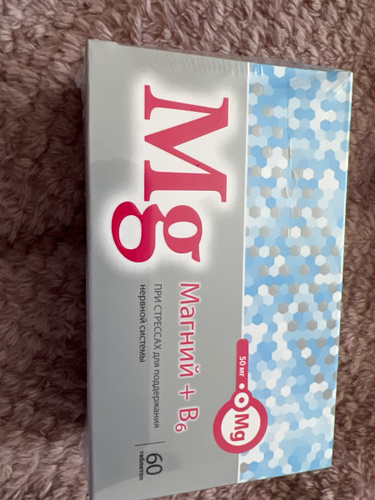 Mg
Магний + B6
ПРИ СТРЕССАХ для поддержания
нервной системы
60
таблеток
50 мг
Mg